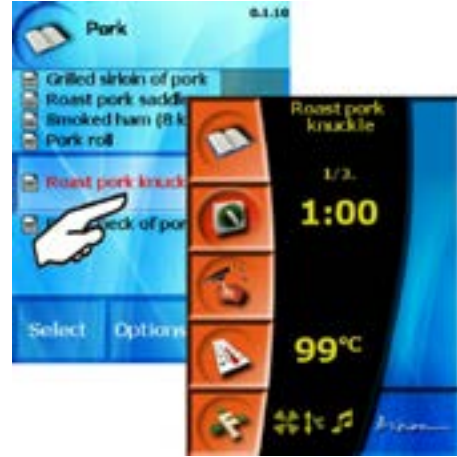 0.1.10
Pork
Grilled sirloin of pork
Roast pork saddle
Smoked ham (8 k
Pork roll
Roast pork knuck
neck of por
Select Options
Roast pork
knuckle
1/3.
1:00
99°C